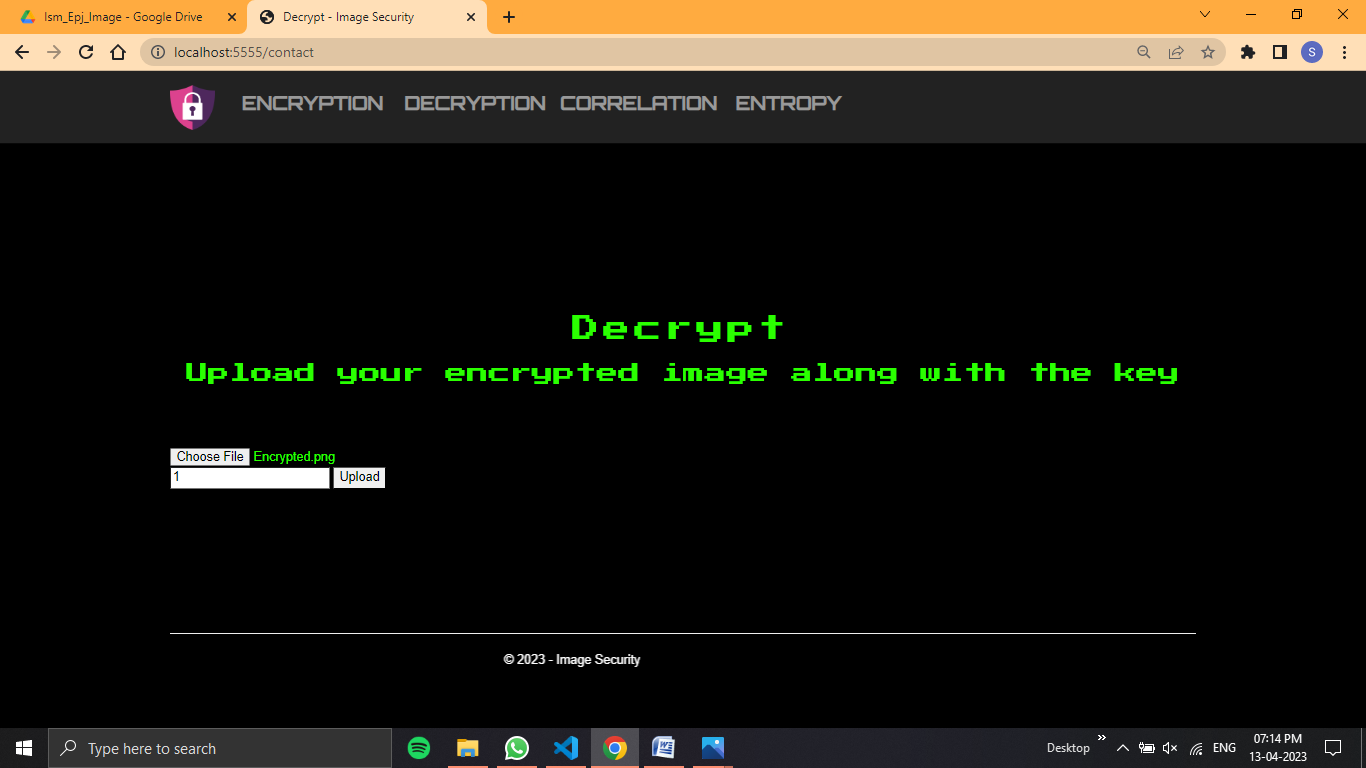 Ism_Epj_Image - Google Drive
Decrypt - Image Security
localhost:5555/contact
S
ENCRYPTION DECRYPTION CORRELATION ENTROPY
Decrypt
Upload your encrypted image along with the key
Choose File Encrypted.png
1 Upload
© 2023 - Image Security
Type here to search
Desktop
ENG
07:14 PM
13-04-2023